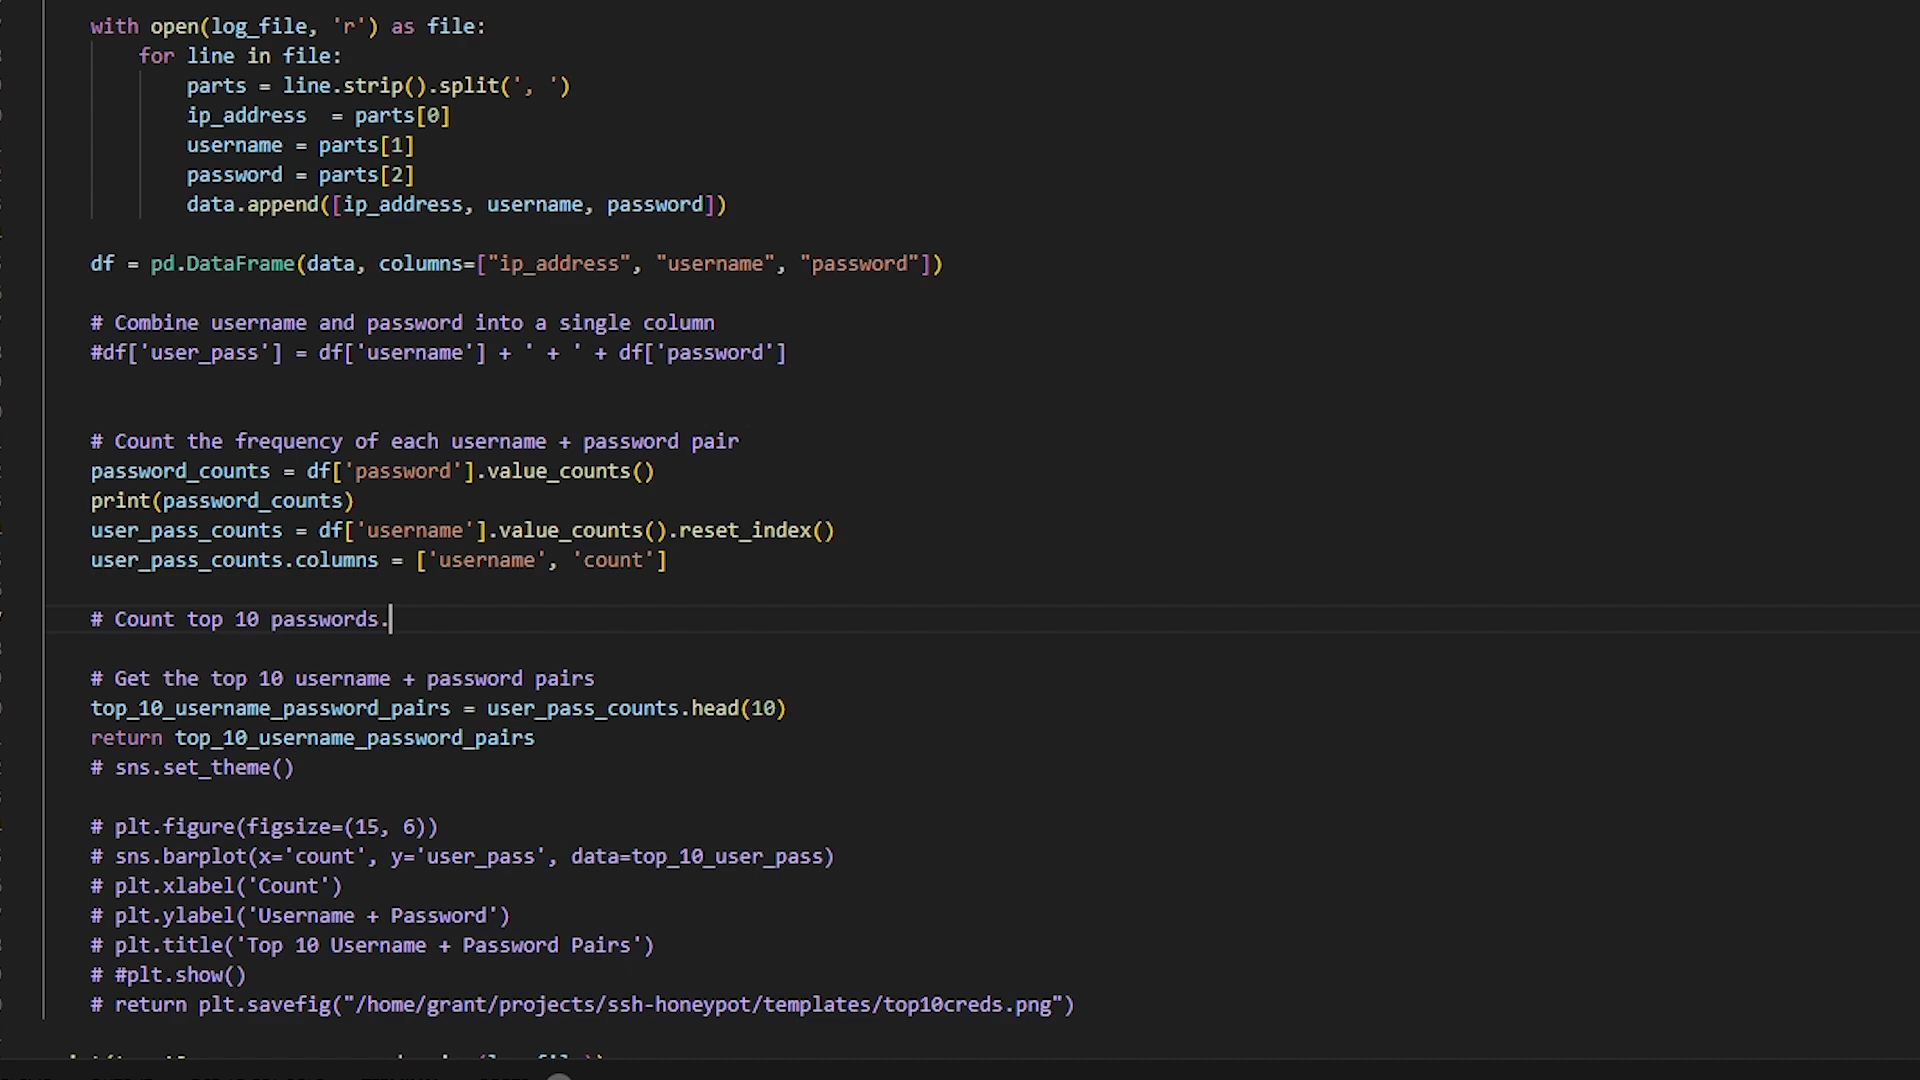 with open(log_file, 'r') as file:
for line in file:
parts = line.strip().split(', ')
ip_address  = parts[0]
username = parts[1]
password = parts[2]
data.append([ip_address, username, password])
df = pd.DataFrame(data, columns=["ip_address", "username", "password"])
# Combine username and password into a single column
#df['user_pass'] = df['username'] + ' + ' + df['password']
# Count the frequency of each username + password pair
password_counts = df['password'].value_counts()
print(password_counts)
user_pass_counts = df['username'].value_counts().reset_index()
user_pass_counts.columns = ['username', 'count']
# Count top 10 passwords.
# Get the top 10 username + password pairs
top_10_username_password_pairs = user_pass_counts.head(10)
return top_10_username_password_pairs
# sns.set_theme()
# plt.figure(figsize=(15, 6))
# sns.barplot(x='count', y='user_pass', data=top_10_user_pass)
# plt.xlabel('Count')
# plt.ylabel('Username + Password')
# plt.title('Top 10 Username + Password Pairs')
# #plt.show()
# return plt.savefig("/home/grant/projects/ssh-honeypot/templates/top10creds.png")